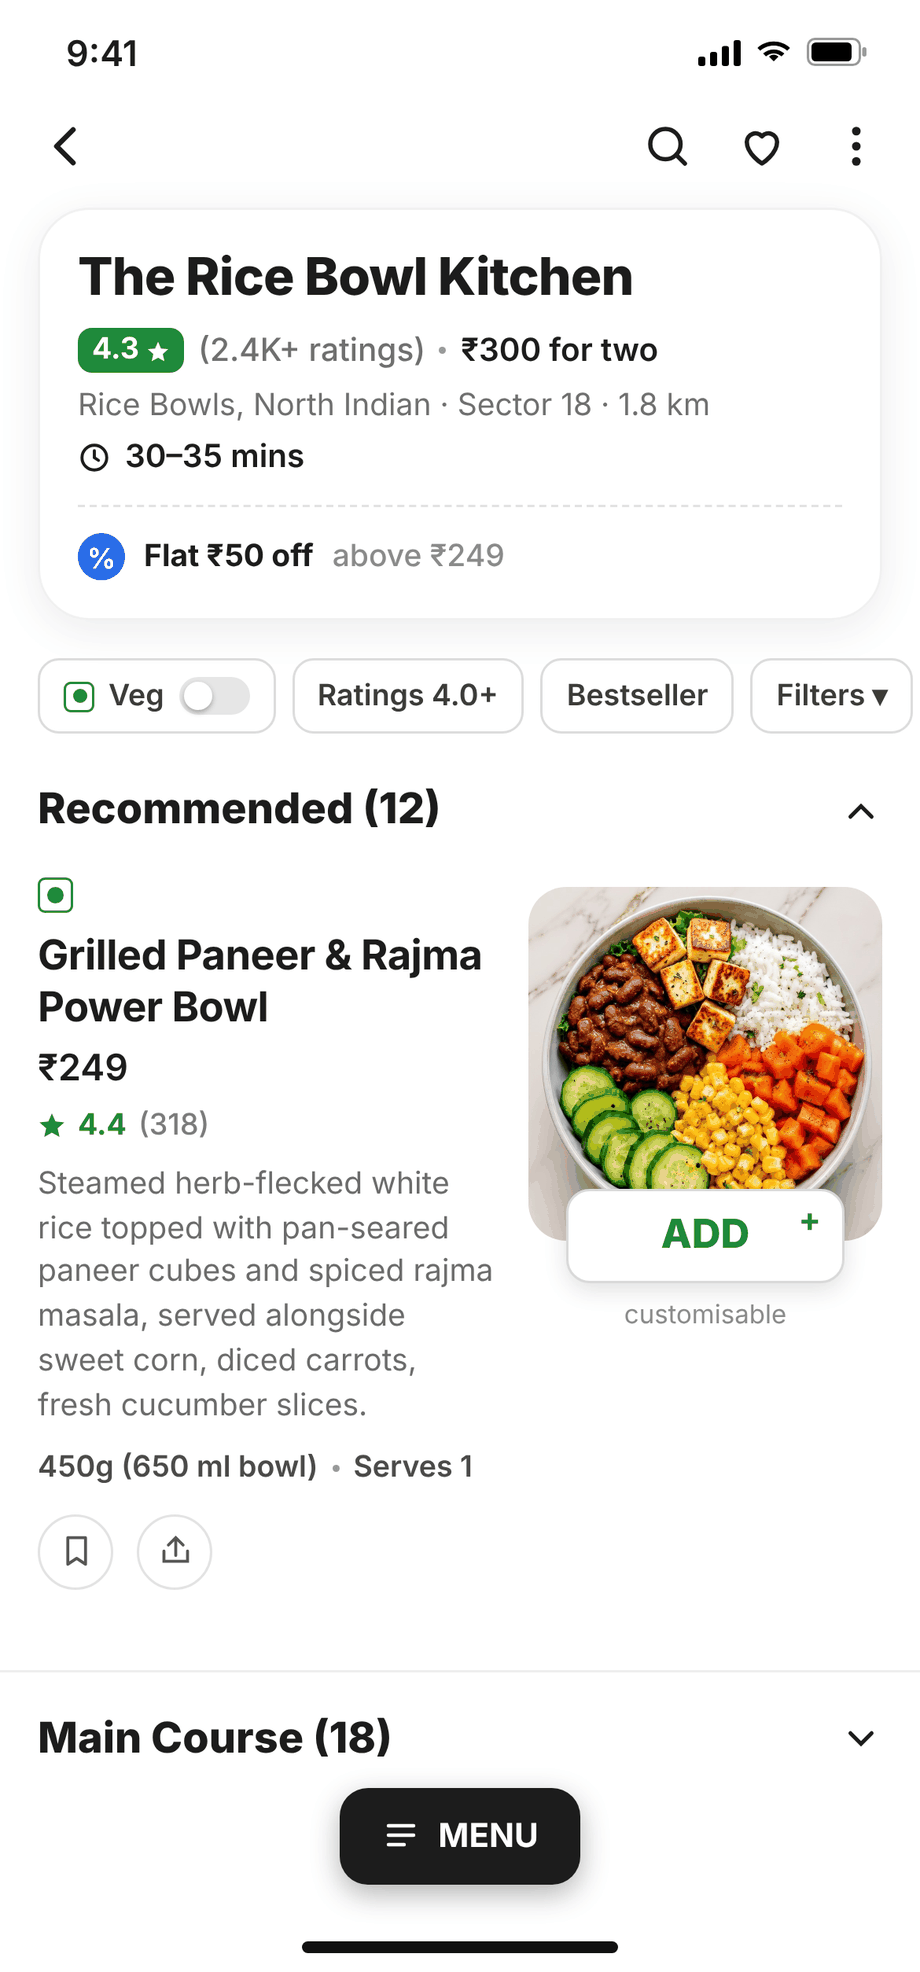 9:41
The Rice Bowl Kitchen
4.3 ★ (2.4K+ ratings) • ₹300 for two
Rice Bowls, North Indian · Sector 18 · 1.8 km
30–35 mins
% Flat ₹50 off above ₹249
Veg Ratings 4.0+ Bestseller Filters ▾
Recommended (12)
Grilled Paneer & Rajma
Power Bowl
₹249
★ 4.4 (318)
Steamed herb-flecked white
rice topped with pan-seared
paneer cubes and spiced rajma
masala, served alongside
sweet corn, diced carrots,
fresh cucumber slices.
450g (650 ml bowl) • Serves 1
ADD +
customisable
Main Course (18)
MENU